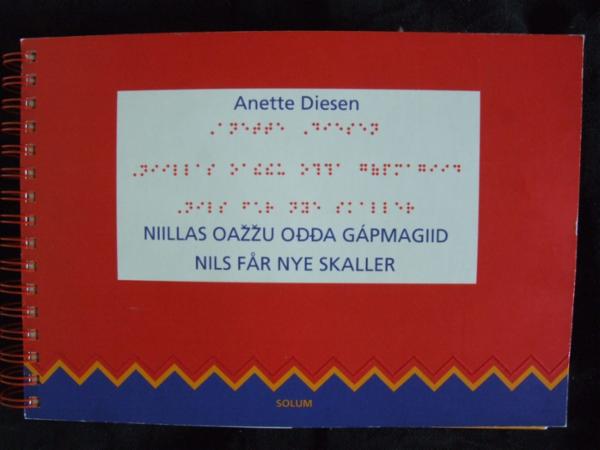 Anette Diesen
⠠⠁⠝⠑⠞⠞⠑ ⠠⠙⠊⠑⠎⠑⠝
⠠⠝⠊⠊⠇⠇⠁⠎
⠠⠝⠊⠇⠎ ⠋⠡⠗ ⠝⠽⠑ ⠎⠅⠁⠇⠇⠑⠗
NIILLAS OAŽŽU OĐĐA GÁPMAGIID
NILS FÅR NYE SKALLER
SOLUM